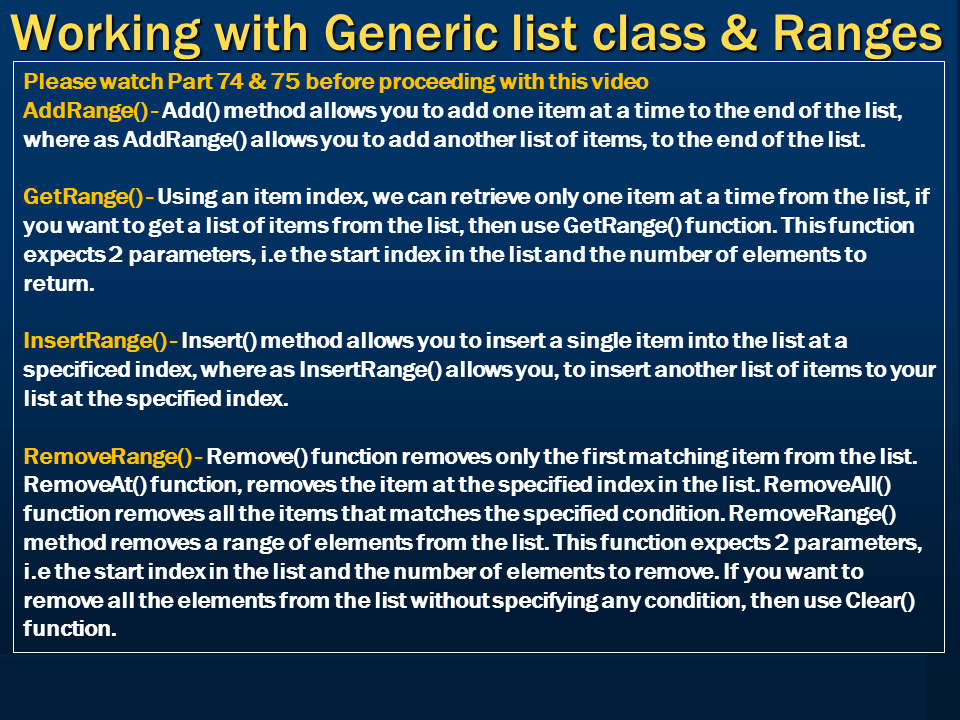 Working with Generic list class & Ranges
Please watch Part 74 & 75 before proceeding with this video
AddRange() - Add() method allows you to add one item at a time to the end of the list,
where as AddRange() allows you to add another list of items, to the end of the list.
GetRange() - Using an item index, we can retrieve only one item at a time from the list, if
you want to get a list of items from the list, then use GetRange() function. This function
expects 2 parameters, i.e the start index in the list and the number of elements to
return.
InsertRange() - Insert() method allows you to insert a single item into the list at a
specificed index, where as InsertRange() allows you, to insert another list of items to your
list at the specified index.
RemoveRange() - Remove() function removes only the first matching item from the list.
RemoveAt() function, removes the item at the specified index in the list. RemoveAll()
function removes all the items that matches the specified condition. RemoveRange()
method removes a range of elements from the list. This function expects 2 parameters,
i.e the start index in the list and the number of elements to remove. If you want to
remove all the elements from the list without specifying any condition, then use Clear()
function.